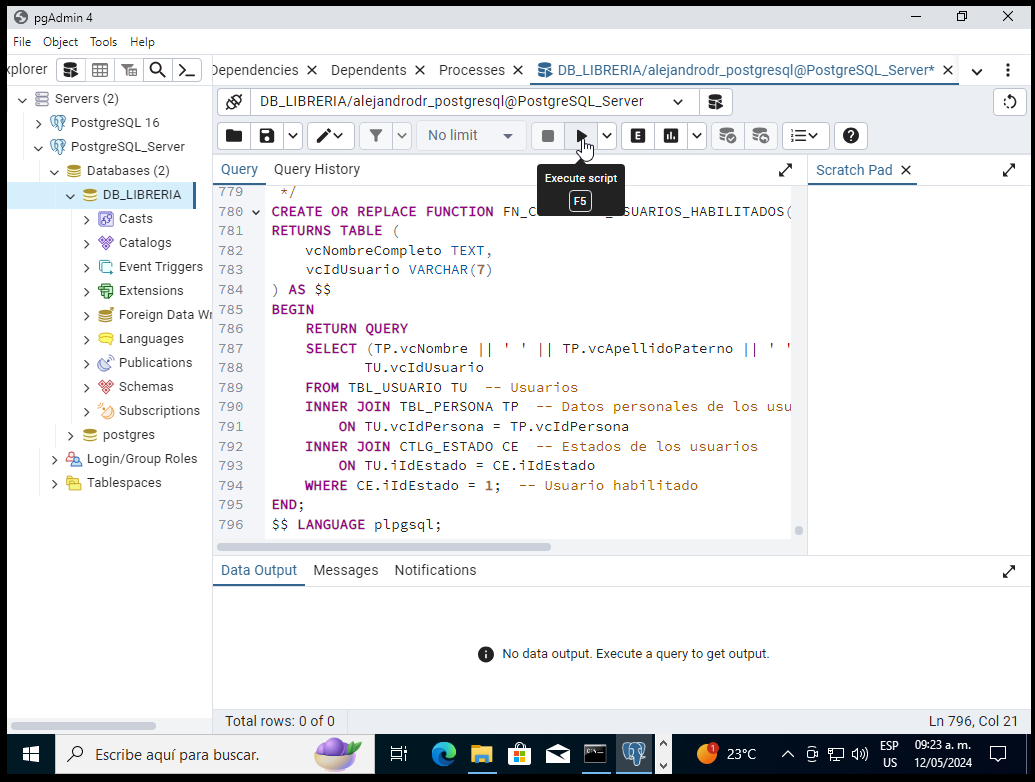 pgAdmin 4
File Object Tools Help
xplorer
Dependencies Dependents Processes DB_LIBRERIA/alejandrodr_postgresql@PostgreSQL_Server*
DB_LIBRERIA/alejandrodr_postgresql@PostgreSQL_Server
No limit
E
Servers (2)
PostgreSQL 16
PostgreSQL_Server
Databases (2)
DB_LIBRERIA
Casts
Catalogs
Event Triggers
Extensions
Foreign Data Wr
Languages
Publications
Schemas
Subscriptions
postgres
Login/Group Roles
Tablespaces
Query Query History
Scratch Pad
Execute script
F5
779 */
780 CREATE OR REPLACE FUNCTION FN_C USUARIOS_HABILITADOS(
781 RETURNS TABLE (
782 vcNombreCompleto TEXT,
783 vcIdUsuario VARCHAR(7)
784 ) AS $$
785 BEGIN
786 RETURN QUERY
787 SELECT (TP.vcNombre || ' ' || TP.vcApellidoPaterno || ' '
788 TU.vcIdUsuario
789 FROM TBL_USUARIO TU -- Usuarios
790 INNER JOIN TBL_PERSONA TP -- Datos personales de los usu
791 ON TU.vcIdPersona = TP.vcIdPersona
792 INNER JOIN CTLG_ESTADO CE -- Estados de los usuarios
793 ON TU.iIdEstado = CE.iIdEstado
794 WHERE CE.iIdEstado = 1; -- Usuario habilitado
795 END;
796 $$ LANGUAGE plpgsql;
Data Output Messages Notifications
No data output. Execute a query to get output.
Total rows: 0 of 0
Ln 796, Col 21
Escribe aquí para buscar.
1
23°C
ESP
US
09:23 a. m.
12/05/2024